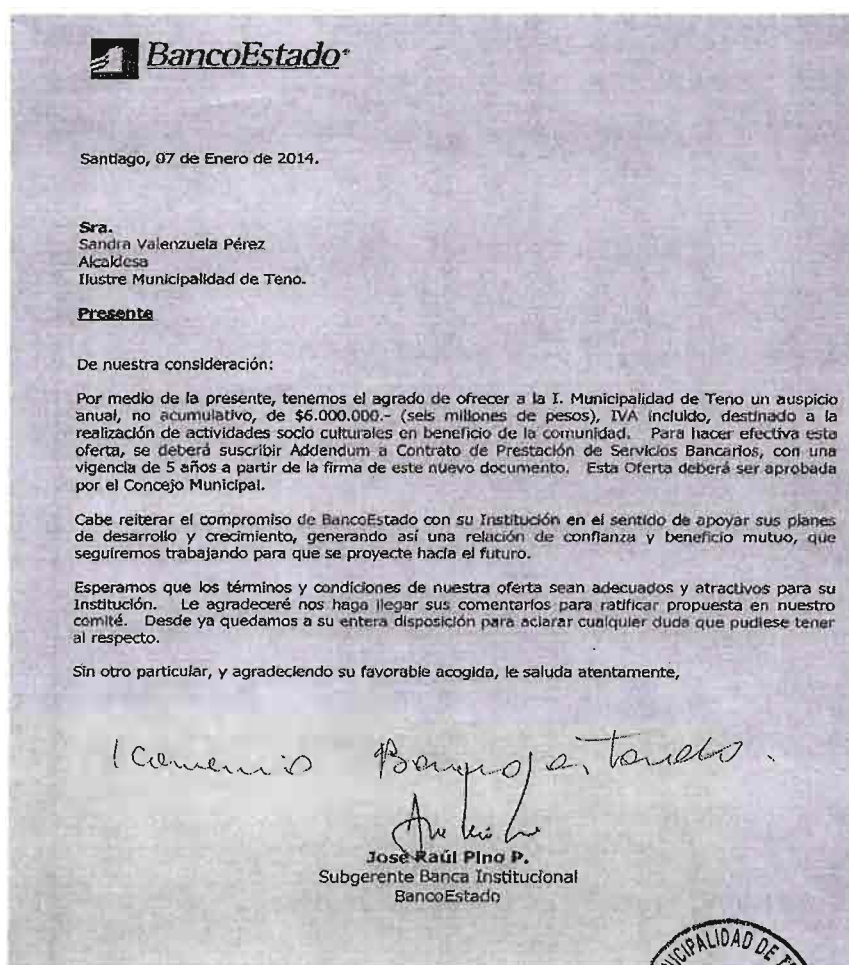 BancoEstado®
Santiago, 07 de Enero de 2014.
Sra.
Sandra Valenzuela Pérez
Alcaldesa
Ilustre Municipalidad de Teno.
Presente
De nuestra consideración:
Por medio de la presente, tenemos el agrado de ofrecer a la I. Municipalidad de Teno un auspicio
anual, no acumulativo, de $6.000.000.- (seis millones de pesos), IVA incluido, destinado a la
realización de actividades socio culturales en beneficio de la comunidad. Para hacer efectiva esta
oferta, se deberá suscribir Addendum a Contrato de Prestación de Servicios Bancarios, con una
vigencia de 5 años a partir de la firma de este nuevo documento. Esta Oferta deberá ser aprobada
por el Concejo Municipal.
Cabe reiterar el compromiso de BancoEstado con su Institución en el sentido de apoyar sus planes
de desarrollo y crecimiento, generando así una relación de confianza y beneficio mutuo, que
seguiremos trabajando para que se proyecte hacia el futuro.
Esperamos que los términos y condiciones de nuestra oferta sean adecuados y atractivos para su
Institución. Le agradeceré nos haga llegar sus comentarios para ratificar propuesta en nuestro
comité. Desde ya quedamos a su entera disposición para aclarar cualquier duda que pudiese tener
al respecto.
Sin otro particular, y agradeciendo su favorable acogida, le saluda atentamente,
José Raúl Pino P.
Subgerente Banca Institucional
BancoEstado
DE